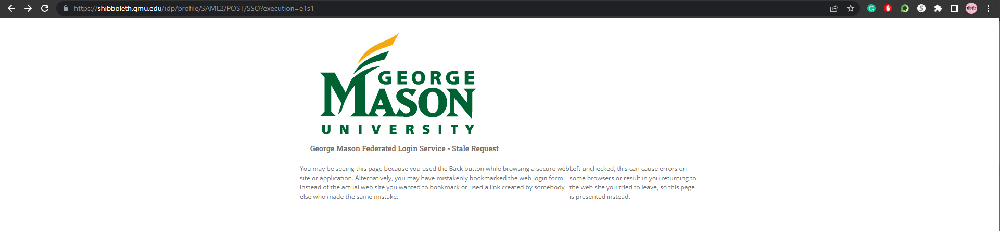 https://shibboleth.gmu.edu/idp/profile/SAML2/POST/SSO?execution=e1s1
GEORGE
MASON
UNIVERSITY
George Mason Federated Login Service - Stale Request
You may be seeing this page because you used the Back button while browsing a secure web
site or application. Alternatively, you may have mistakenly bookmarked the web login form
instead of the actual web site you wanted to bookmark or used a link created by somebody
else who made the same mistake.
Left unchecked, this can cause errors on
some browsers or result in you returning to
the web site you tried to leave, so this page
is presented instead.